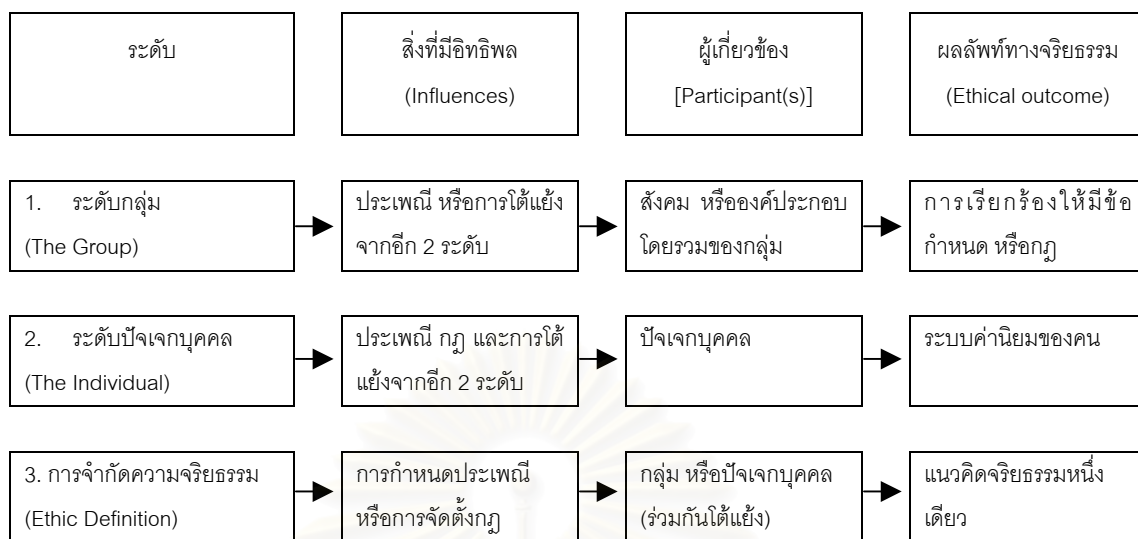 ระดับ
สิ่งที่มีอิทธิพล
(Influences)
ผู้เกี่ยวข้อง
[Participant(s)]
ผลลัพท์ทางจริยธรรม
(Ethical outcome)
1. ระดับกลุ่ม
(The Group)
ประเพณี หรือการโต้แย้ง
จากอีก 2 ระดับ
สังคม หรือองค์ประกอบ
โดยรวมของกลุ่ม
การเรียกร้องให้มีข้อ
กำหนด หรือกฎ
2. ระดับปัจเจกบุคคล
(The Individual)
ประเพณี กฎ และการโต้
แย้งจากอีก 2 ระดับ
ปัจเจกบุคคล
ระบบค่านิยมของคน
3. การจำกัดความจริยธรรม
(Ethic Definition)
การกำหนดประเพณี
หรือการจัดตั้งกฎ
กลุ่ม หรือปัจเจกบุคคล
(ร่วมกันโต้แย้ง)
แนวคิดจริยธรรมหนึ่ง
เดียว